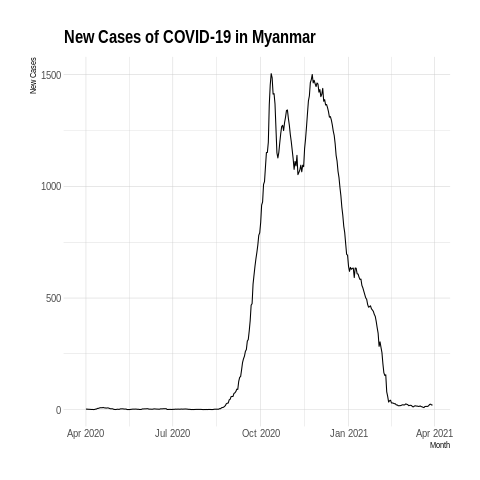 New Cases of COVID-19 in Myanmar
New Cases
1500
1000
500
0
Apr 2020 Jul 2020 Oct 2020 Jan 2021 Apr 2021
Month